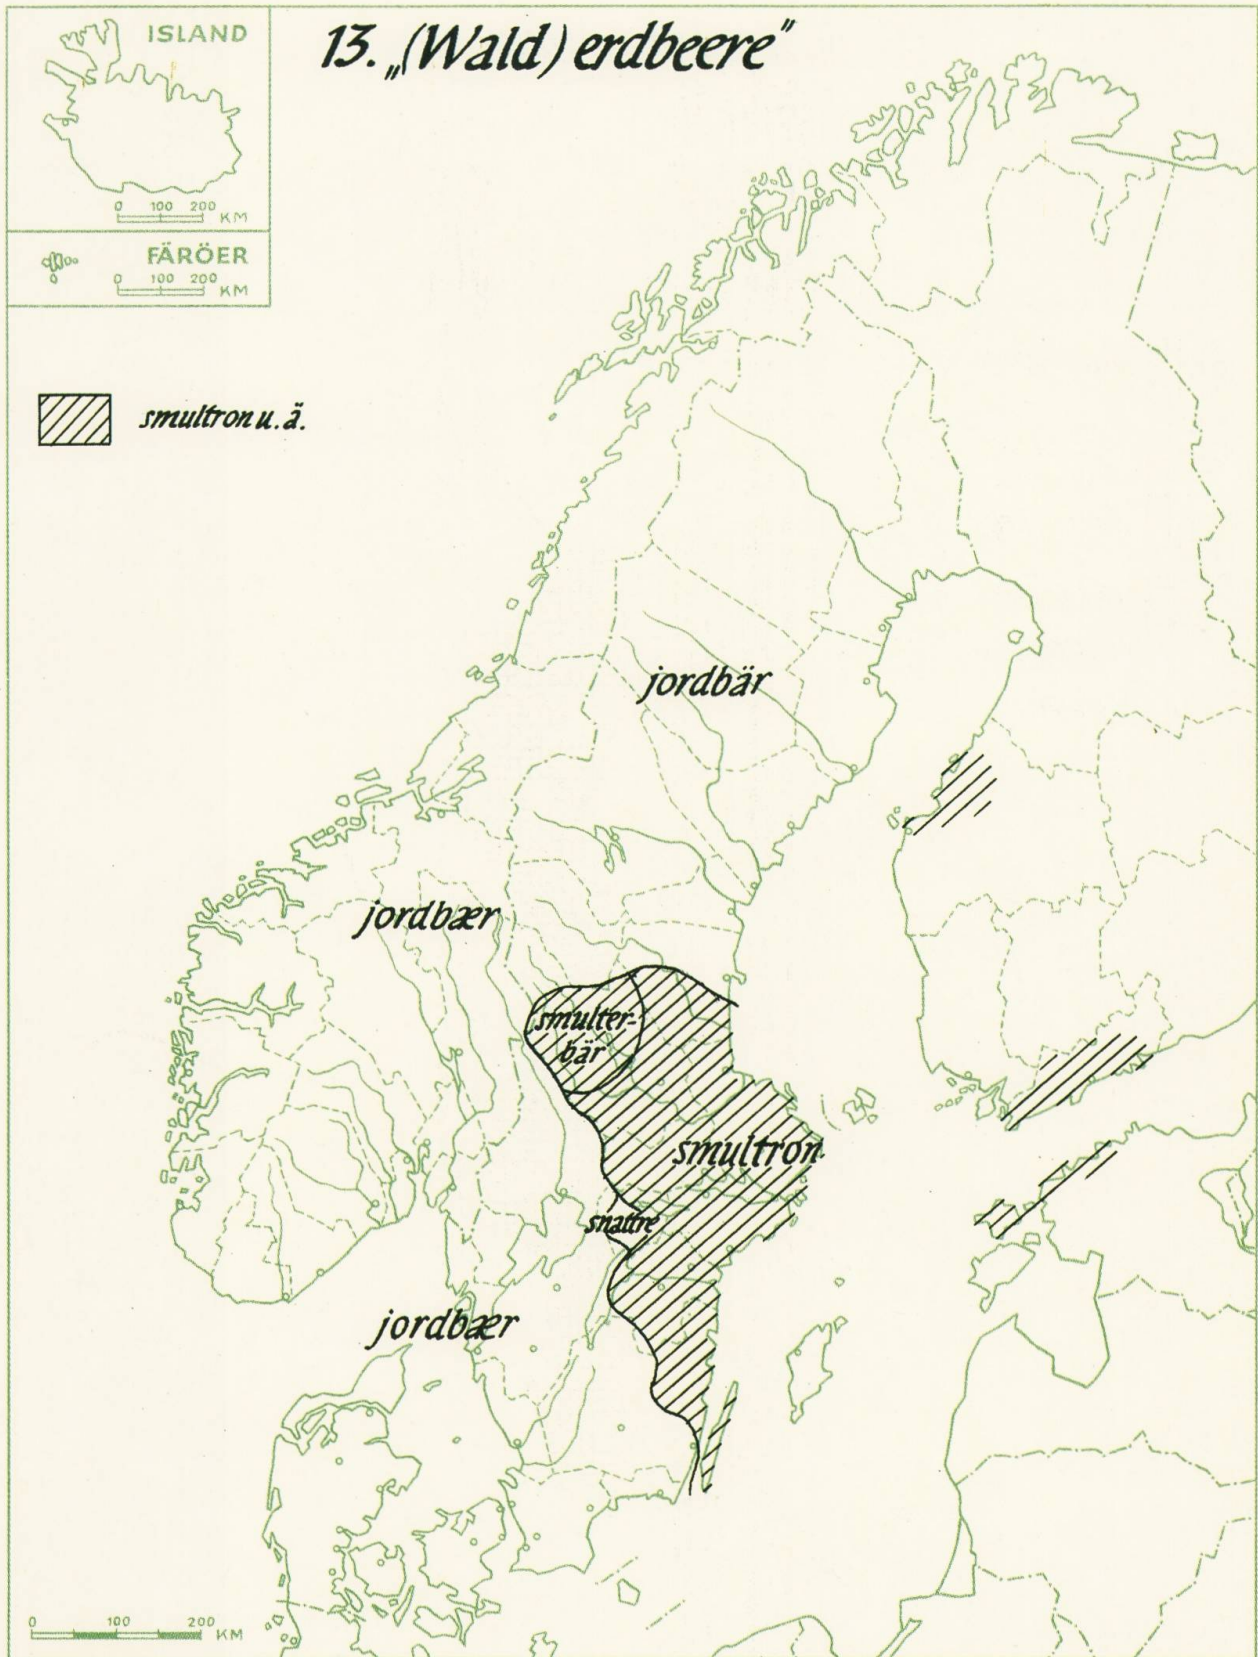 ISLAND
0 100 200 KM
FÄRÖER
0 100 200 KM
13. „(Wald) erdbeere"
smultron u. ä.
jordbär
jordbær
smulter-
bär
smultron
snattre
jordbær
0 100 200 KM